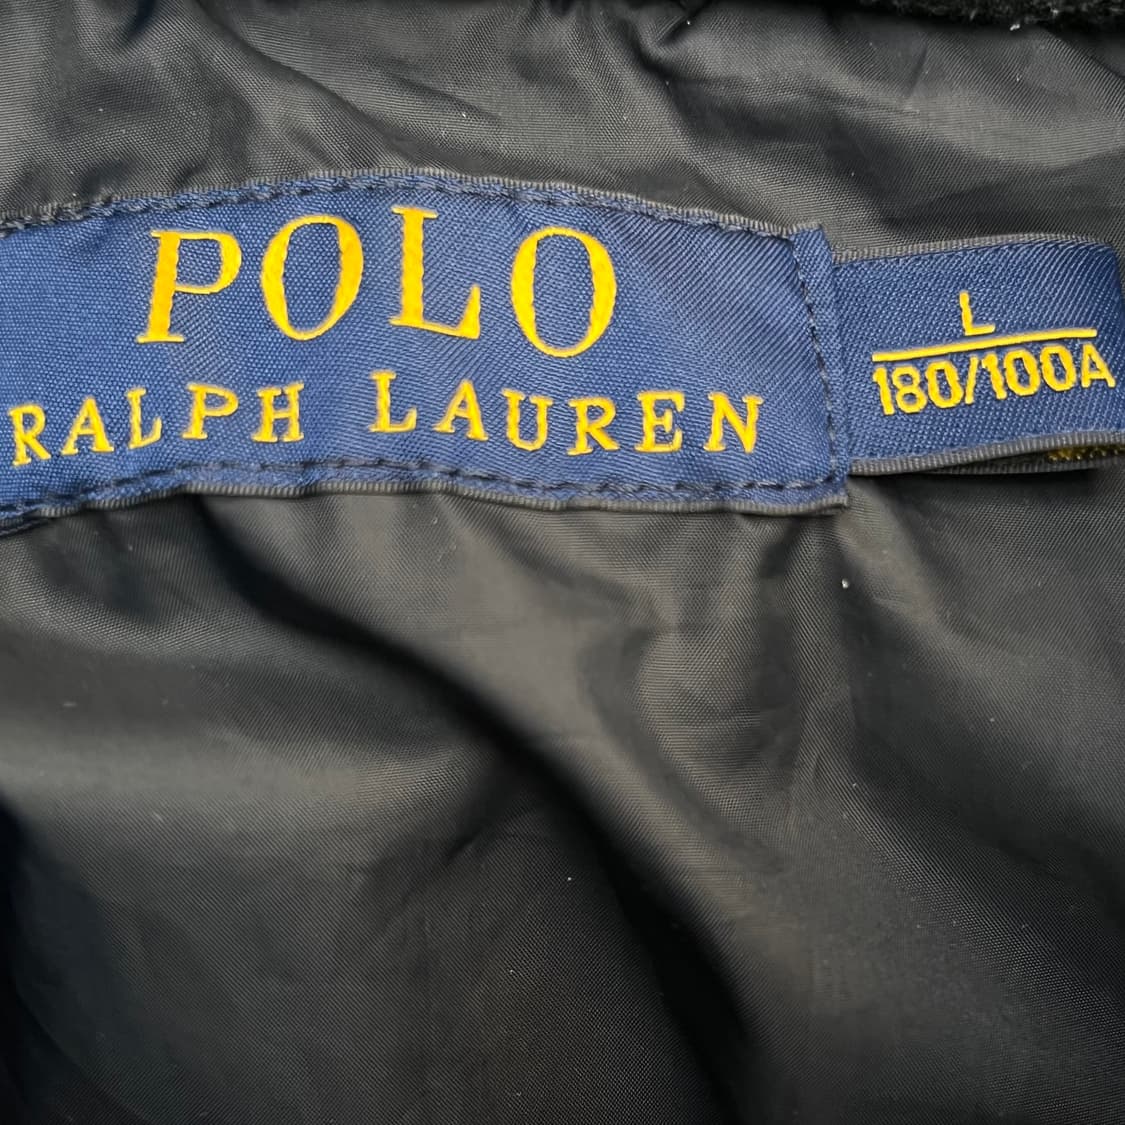 POLO
RALPH LAUREN
L
180/100A